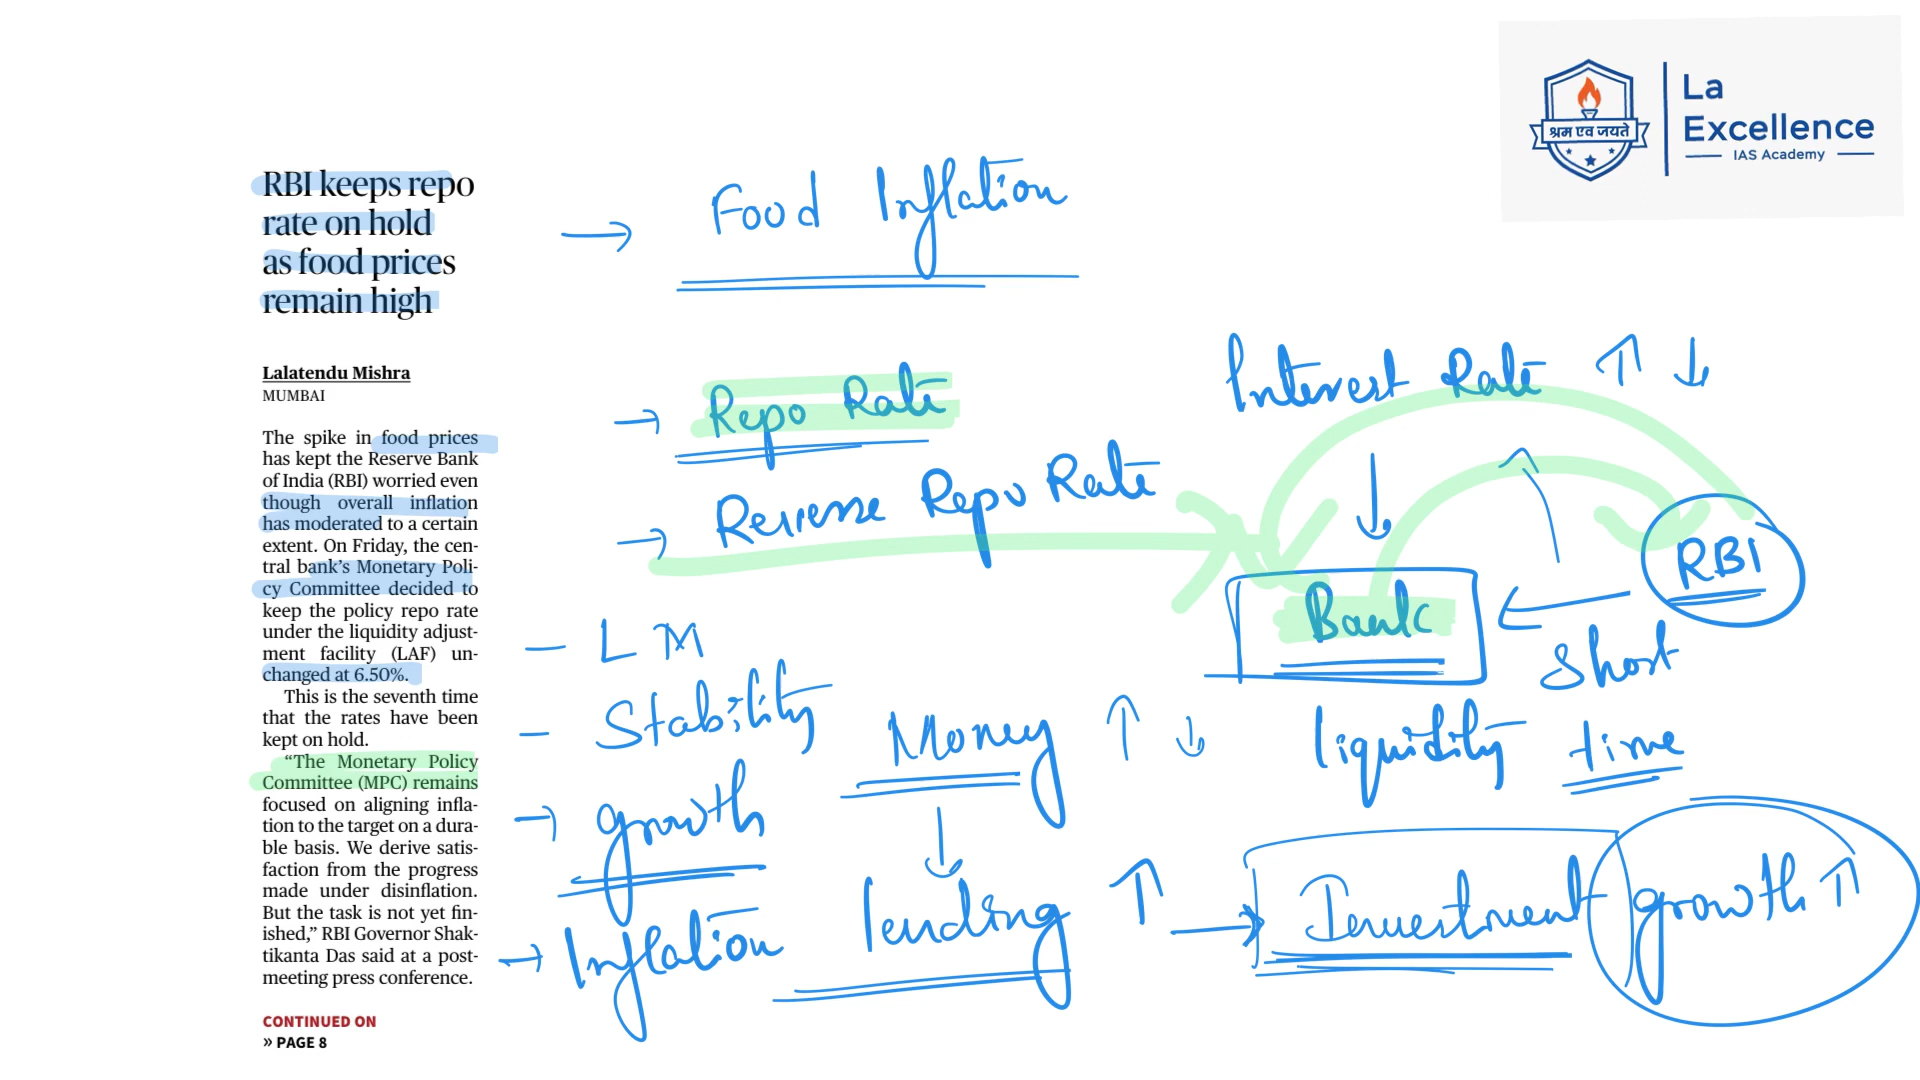 La
Excellence
IAS Academy
श्रम एव जयते
RBI keeps repo
rate on hold
as food prices
remain high
Lalatendu Mishra
MUMBAI
The spike in food prices
has kept the Reserve Bank
of India (RBI) worried even
though overall inflation
has moderated to a certain
extent. On Friday, the cen-
tral bank's Monetary Poli-
cy Committee decided to
keep the policy repo rate
under the liquidity adjust-
ment facility (LAF) un-
changed at 6.50%.
This is the seventh time
that the rates have been
kept on hold.
“The Monetary Policy
Committee (MPC) remains
focused on aligning infla-
tion to the target on a dura-
ble basis. We derive satis-
faction from the progress
made under disinflation.
But the task is not yet fin-
ished,” RBI Governor Shak-
tikanta Das said at a post-
meeting press conference.
CONTINUED ON
» PAGE 8
→ Food Inflation
→ Repo Rate
→ Reverse Repo Rate
Interest Rate ↑ ↓
Bank
RBI
Short
time
liquidity
- LM
- Stability
→ growth
→ Inflation
Money ↑ ↓
lending ↑ → Investment growth ↑